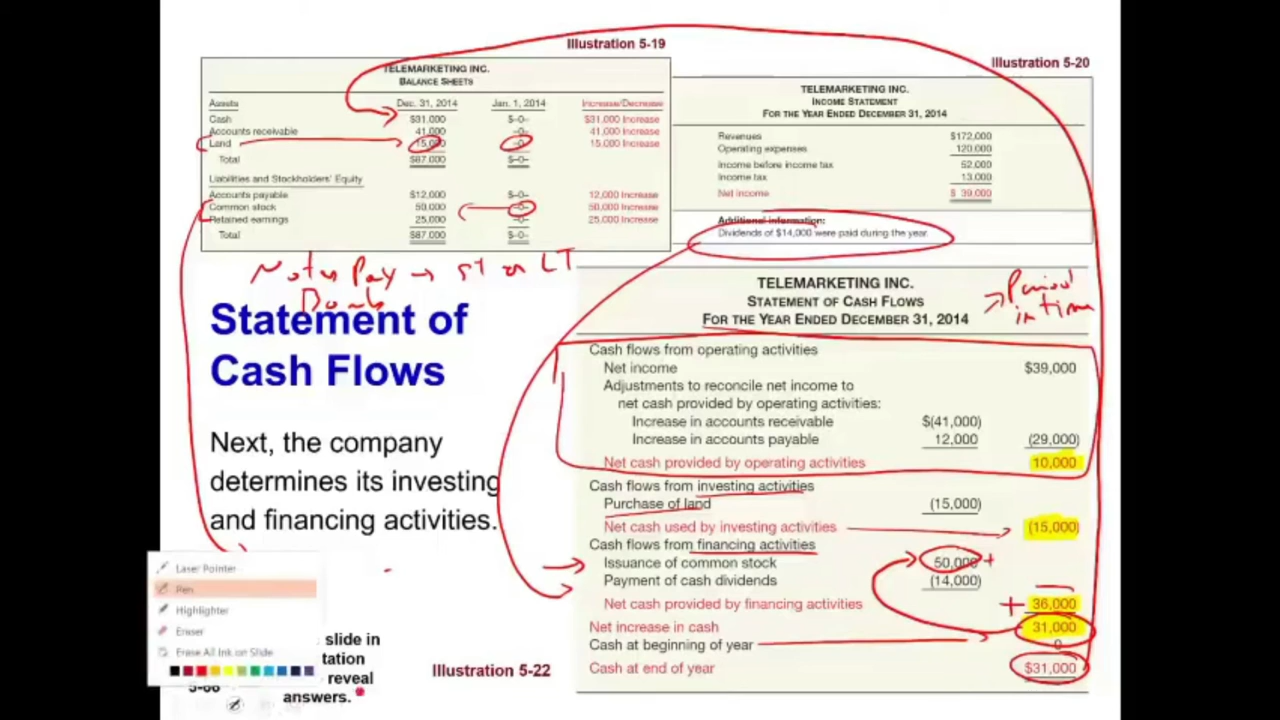 Illustration 5-19
TELEMARKETING INC.
BALANCE SHEETS
Assets Dec. 31, 2014 Jan. 1, 2014 Increase/Decrease
Cash $31,000 $-0- $31,000 Increase
Accounts receivable 41,000 -0- 41,000 Increase
Land 15,000 -0- 15,000 Increase
Total $87,000 $-0-
Liabilities and Stockholders' Equity
Accounts payable $12,000 $-0- 12,000 Increase
Common stock 50,000 -0- 50,000 Increase
Retained earnings 25,000 -0- 25,000 Increase
Total $87,000 $-0-
Illustration 5-20
TELEMARKETING INC.
INCOME STATEMENT
FOR THE YEAR ENDED DECEMBER 31, 2014
Revenues $172,000
Operating expenses 120,000
Income before income tax 52,000
Income tax 13,000
Net income $ 39,000
Additional information:
Dividends of $14,000 were paid during the year.
Notes Pay → ST or LT
Statement of
Cash Flows
Next, the company
determines its investing
and financing activities.
TELEMARKETING INC.
STATEMENT OF CASH FLOWS
FOR THE YEAR ENDED DECEMBER 31, 2014
Period
in time
Cash flows from operating activities
Net income $39,000
Adjustments to reconcile net income to
net cash provided by operating activities:
Increase in accounts receivable $(41,000)
Increase in accounts payable 12,000 (29,000)
Net cash provided by operating activities 10,000
Cash flows from investing activities
Purchase of land (15,000)
Net cash used by investing activities (15,000)
Cash flows from financing activities
Issuance of common stock 50,000 +
Payment of cash dividends (14,000)
Net cash provided by financing activities + 36,000
Net increase in cash 31,000
Cash at beginning of year 0
Cash at end of year $31,000
Illustration 5-22
Laser Pointer
Pen
Highlighter
Eraser
Erase All Ink on Slide
slide in
tation
reveal
answers.